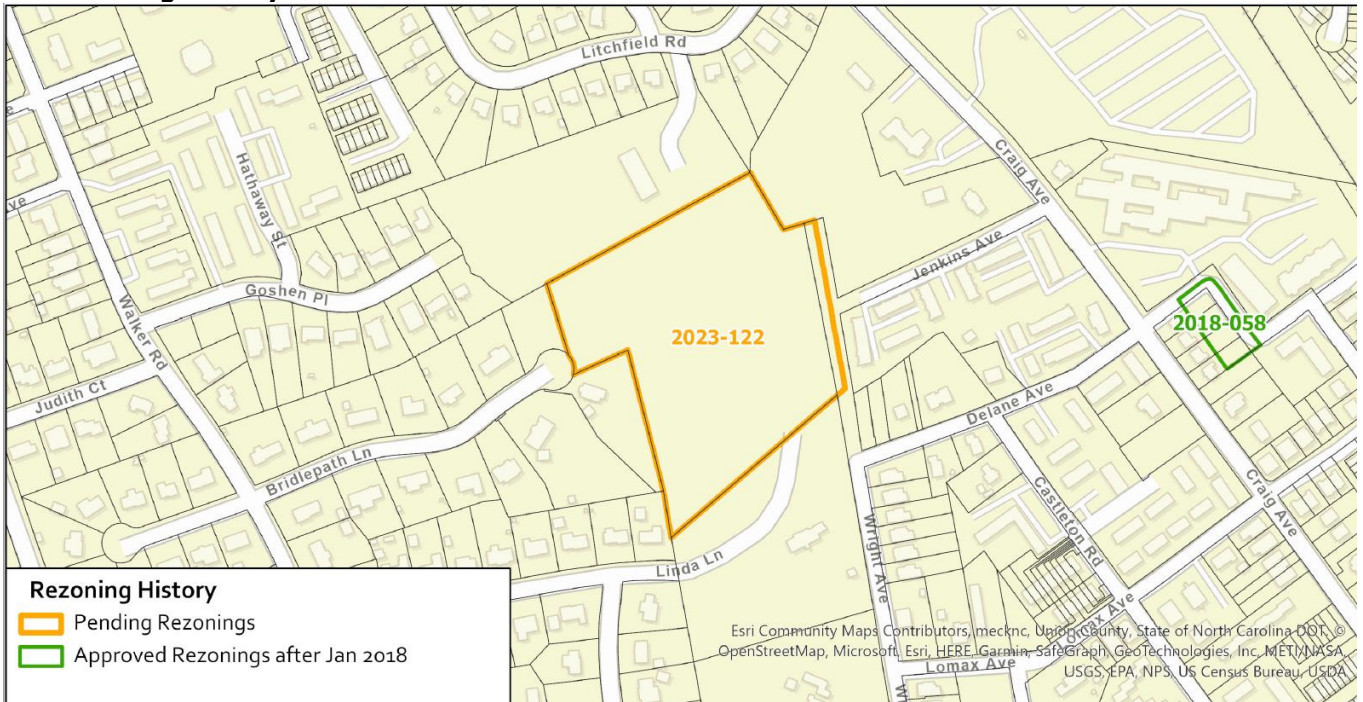 Litchfield Rd
Craig Ave
Hathaway St
Jenkins Ave
Goshen Pl
2018-058
2023-122
Walker Rd
Judith Ct
Delane Ave
Bridlepath Ln
Castleton Rd
Craig Ave
Wright Ave
Linda Ln
Lomax Ave
Lomax Ave
Rezoning History
Pending Rezonings
Approved Rezonings after Jan 2018
Esri Community Maps Contributors, mecknc, Union County, State of North Carolina DOT, ©
OpenStreetMap, Microsoft, Esri, HERE, Garmin, SafeGraph, GeoTechnologies, Inc, METI/NASA,
USGS, EPA, NPS, US Census Bureau, USDA